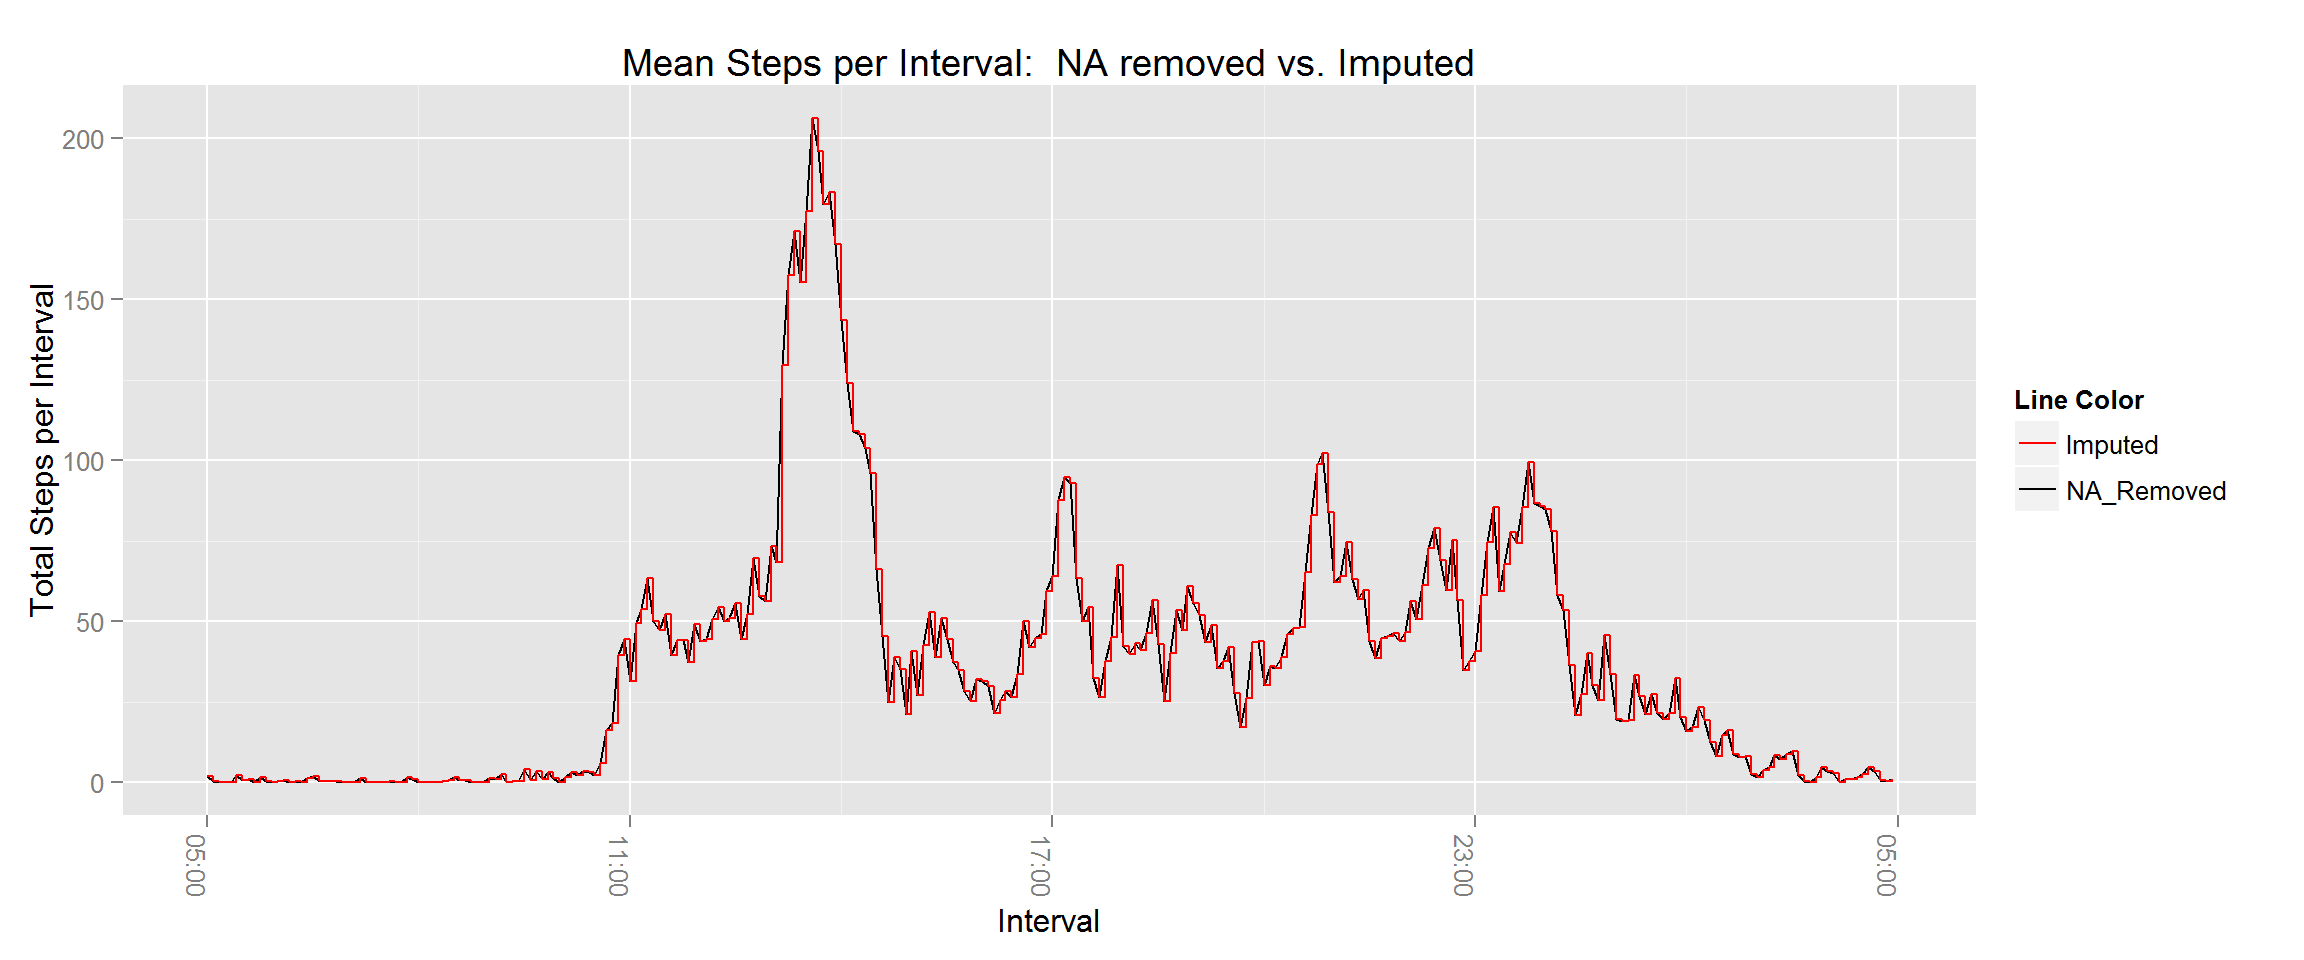 Mean Steps per Interval:  NA removed vs. Imputed
Total Steps per Interval
200
150
100
50
0
05:00
11:00
17:00
23:00
05:00
Interval
Line Color
Imputed
NA_Removed